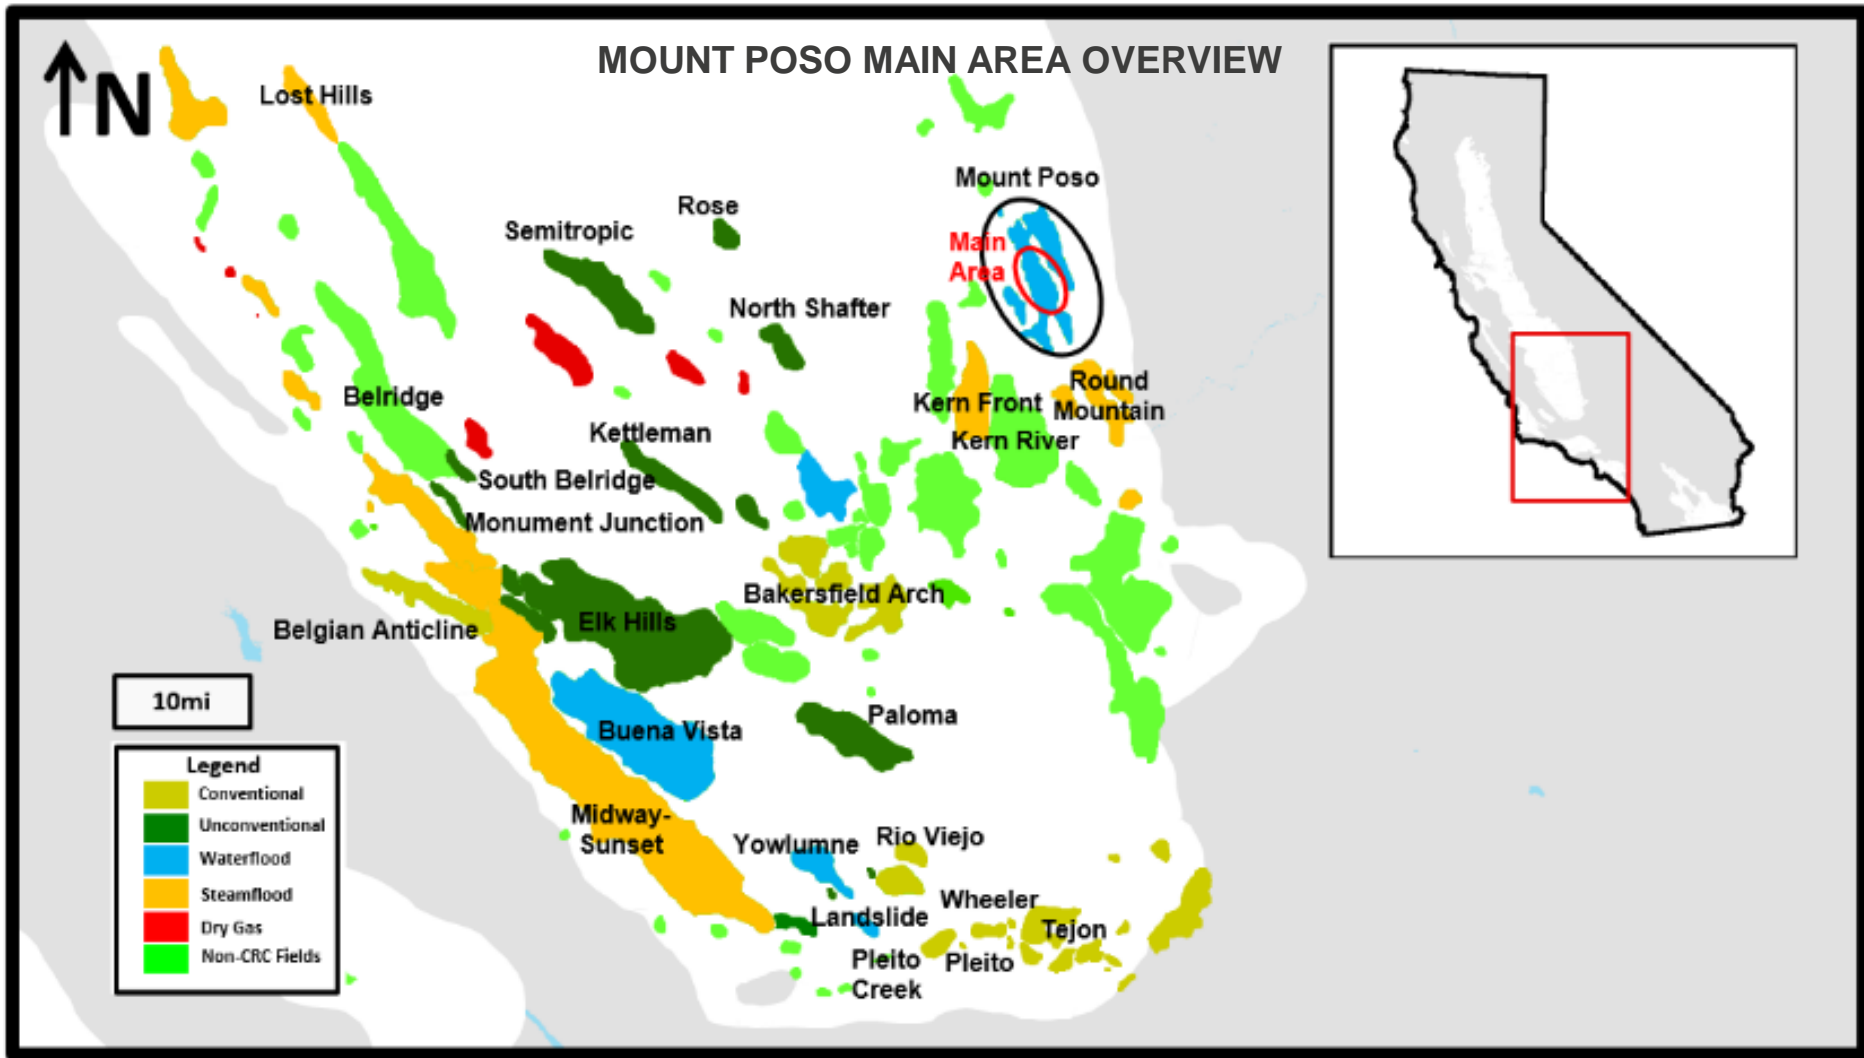 MOUNT POSO MAIN AREA OVERVIEW
N
Lost Hills
Mount Poso
Rose
Semitropic
Main
Area
North Shafter
Round
Mountain
Belridge
Kern Front
Kettleman
Kern River
South Belridge
Monument Junction
Bakersfield Arch
Elk Hills
Belgian Anticline
10mi
Paloma
Buena Vista
Legend
Conventional
Unconventional
Waterflood
Steamflood
Dry Gas
Non-CRC Fields
Midway-
Sunset
Yowlumne
Rio Viejo
Wheeler
Landslide
Tejon
Pleito
Creek
Pleito